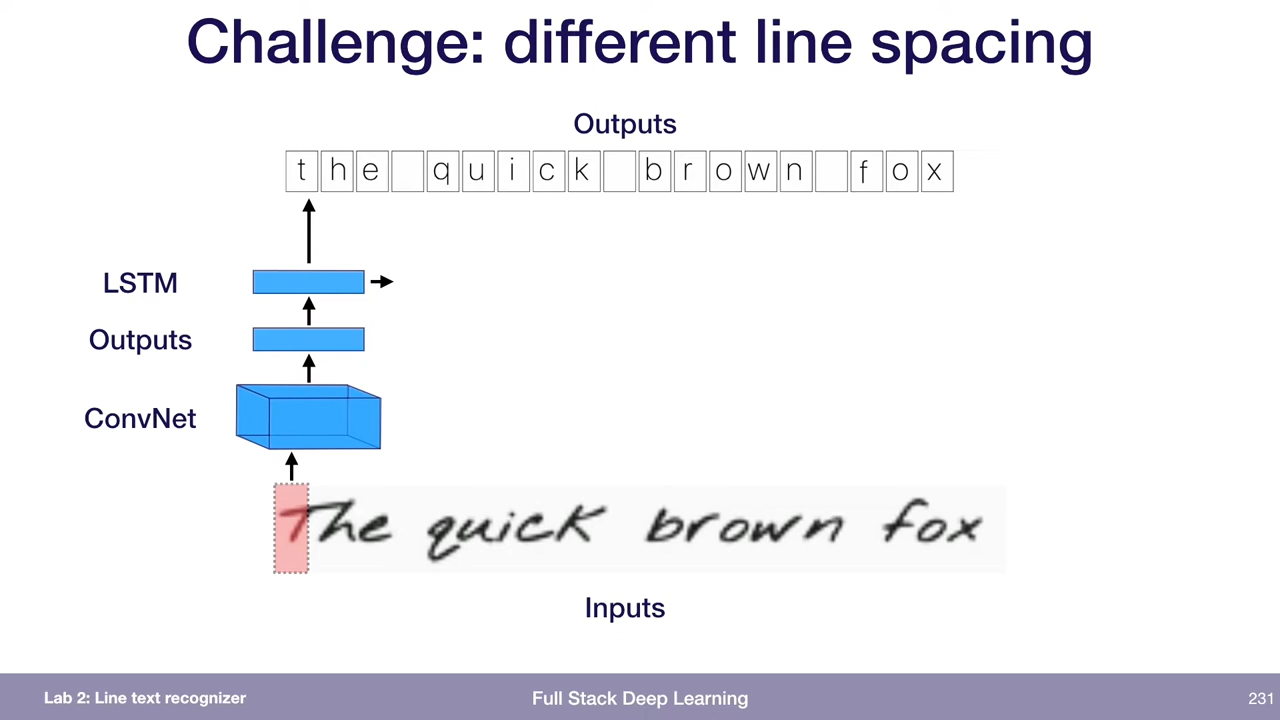 Challenge: different line spacing
Outputs
t h e q u i c k b r o w n f o x
LSTM
Outputs
ConvNet
The quick brown fox
Inputs
Lab 2: Line text recognizer Full Stack Deep Learning 231